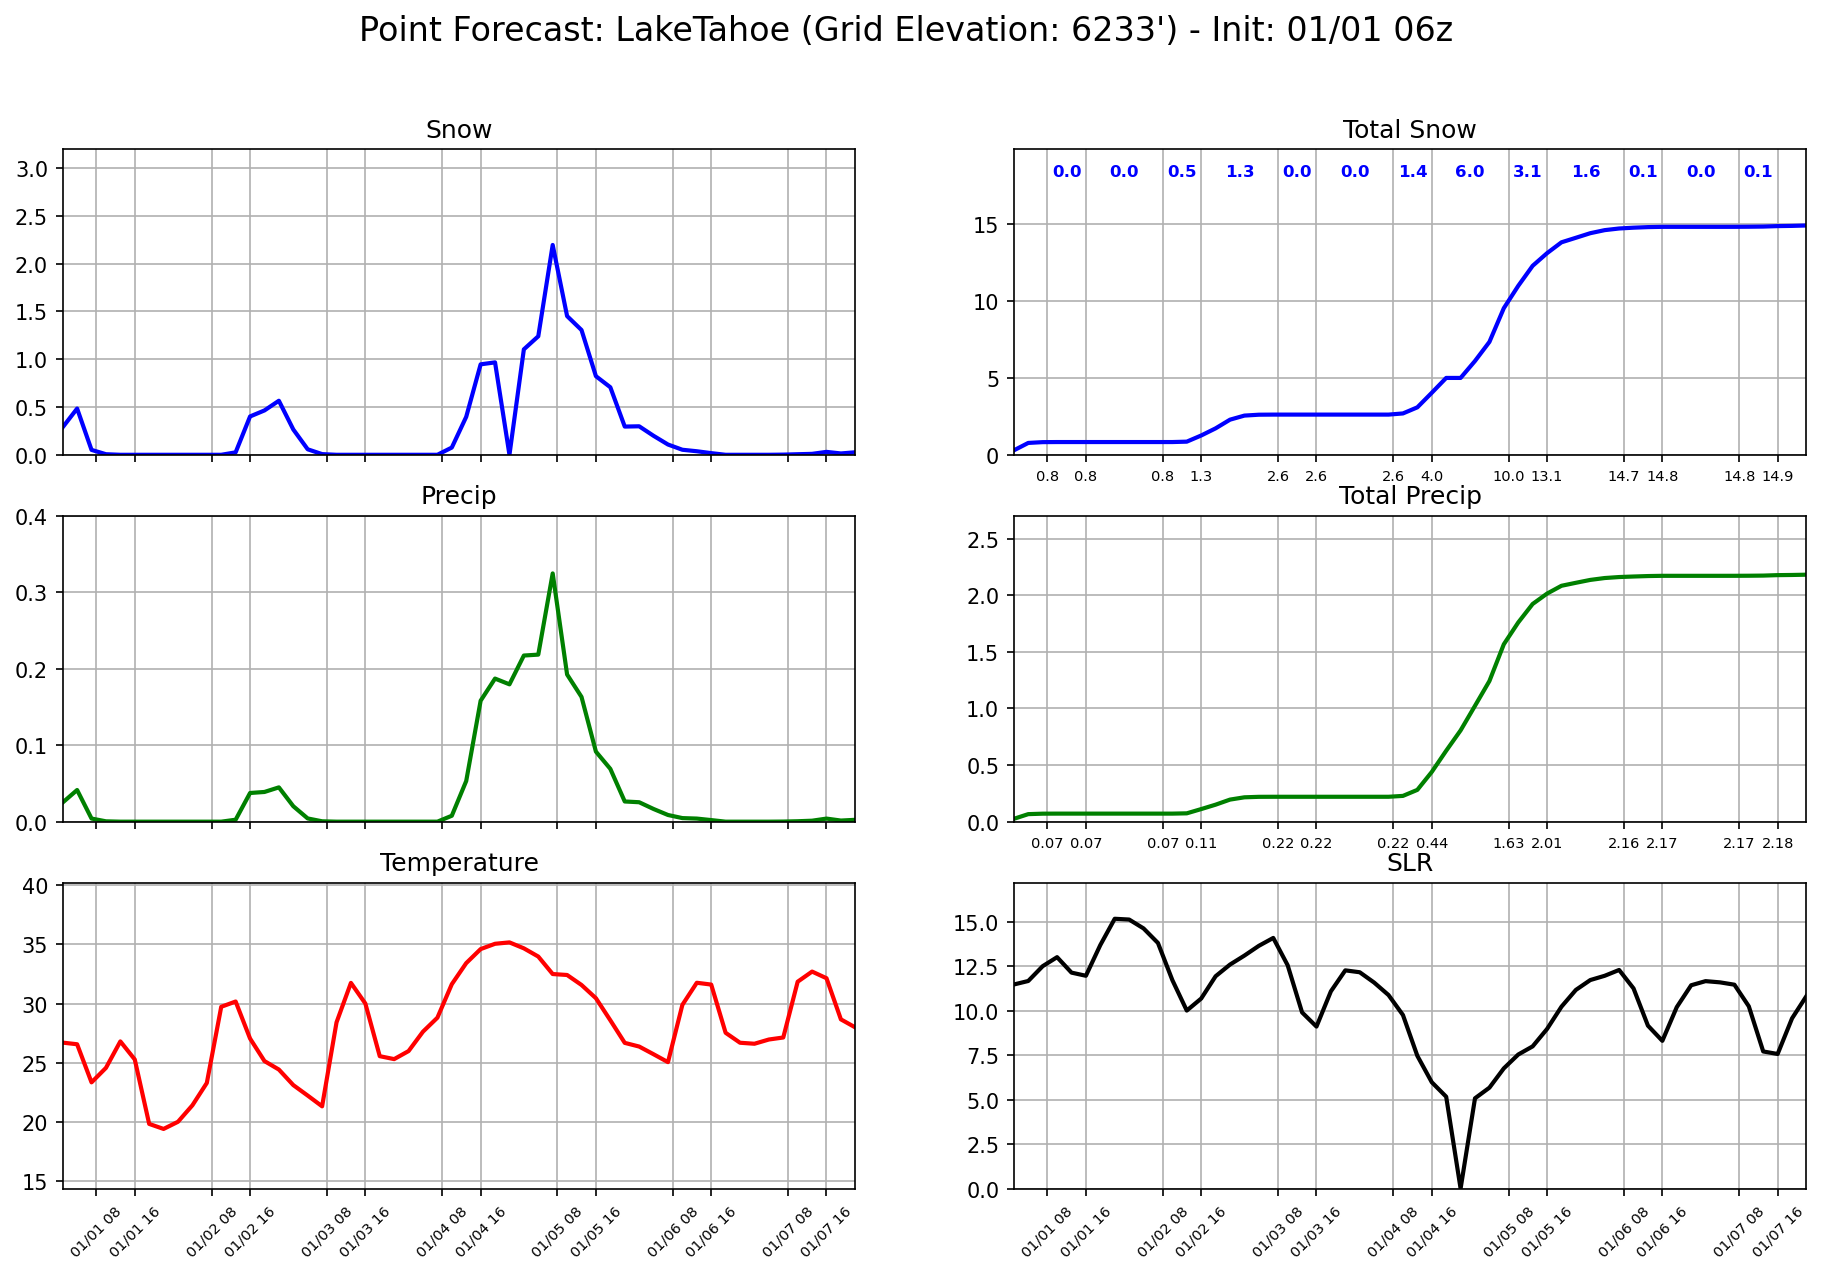 Point Forecast: LakeTahoe (Grid Elevation: 6233') - Init: 01/01 06z
Snow
3.0
2.5
2.0
1.5
1.0
0.5
0.0
Total Snow
0.0 0.0 0.5 1.3 0.0 0.0 1.4 6.0 3.1 1.6 0.1 0.0 0.1
15
10
5
0
0.8 0.8 0.8 1.3 2.6 2.6 2.6 4.0 10.0 13.1 14.7 14.8 14.8 14.9
Precip
0.4
0.3
0.2
0.1
0.0
Total Precip
2.5
2.0
1.5
1.0
0.5
0.0
0.07 0.07 0.07 0.11 0.22 0.22 0.22 0.44 1.63 2.01 2.16 2.17 2.17 2.18
Temperature
40
35
30
25
20
15
01/01 08 01/01 16 01/02 08 01/02 16 01/03 08 01/03 16 01/04 08 01/04 16 01/05 08 01/05 16 01/06 08 01/06 16 01/07 08 01/07 16
SLR
15.0
12.5
10.0
7.5
5.0
2.5
0.0
01/01 08 01/01 16 01/02 08 01/02 16 01/03 08 01/03 16 01/04 08 01/04 16 01/05 08 01/05 16 01/06 08 01/06 16 01/07 08 01/07 16